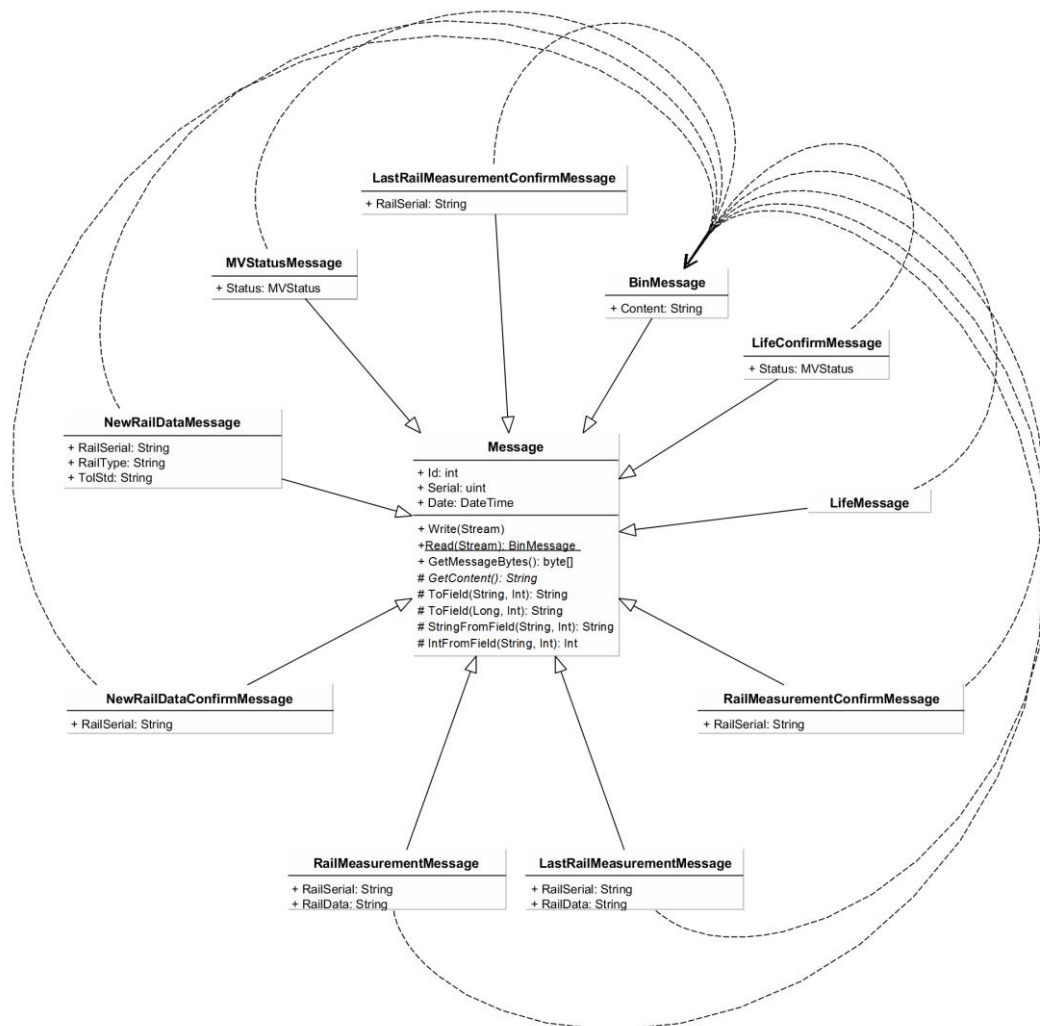 LastRailMeasurementConfirmMessage
+ RailSerial: String
MVStatusMessage
+ Status: MVStatus
BinMessage
+ Content: String
LifeConfirmMessage
+ Status: MVStatus
NewRailDataMessage
+ RailSerial: String
+ RailType: String
+ TolStd: String
Message
+ Id: int
+ Serial: uint
+ Date: DateTime
+ Write(Stream)
+Read(Stream): BinMessage
+ GetMessageBytes(): byte[]
# GetContent(): String
# ToField(String, Int): String
# ToField(Long, Int): String
# StringFromField(String, Int): String
# IntFromField(String, Int): Int
LifeMessage
NewRailDataConfirmMessage
+ RailSerial: String
RailMeasurementConfirmMessage
+ RailSerial: String
RailMeasurementMessage
+ RailSerial: String
+ RailData: String
LastRailMeasurementMessage
+ RailSerial: String
+ RailData: String